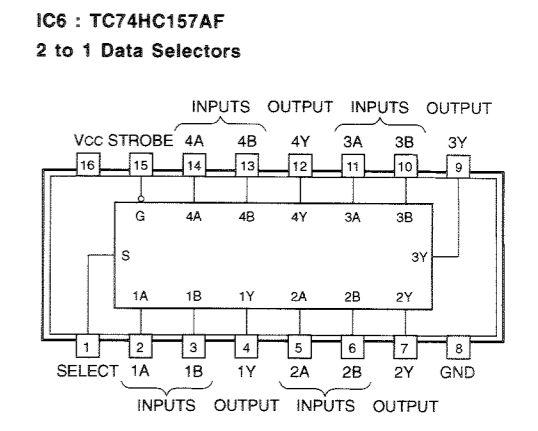 IC6 : TC74HC157AF
2 to 1 Data Selectors
INPUTS OUTPUT INPUTS OUTPUT
VCC STROBE 4A 4B 4Y 3A 3B 3Y
16 15 14 13 12 11 10 9
G 4A 4B 4Y 3A 3B
S 3Y
1A 1B 1Y 2A 2B 2Y
1 2 3 4 5 6 7 8
SELECT 1A 1B 1Y 2A 2B 2Y GND
INPUTS OUTPUT INPUTS OUTPUT